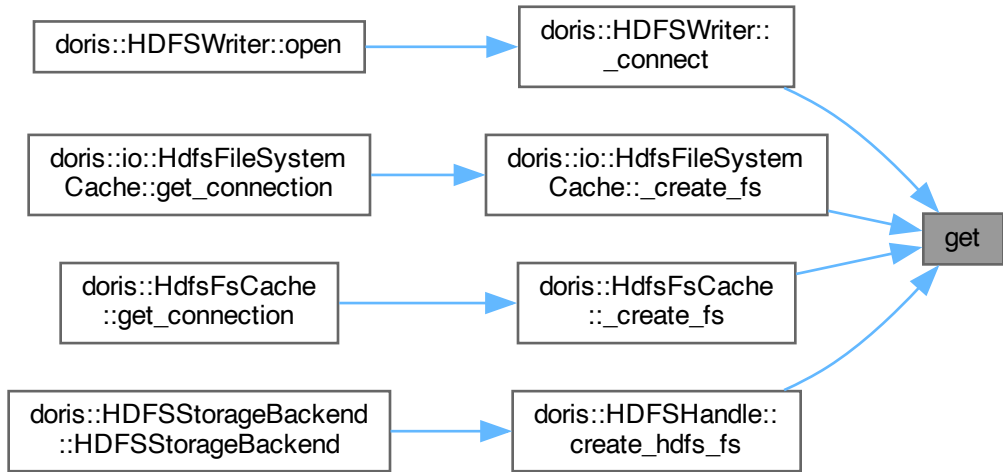 doris::HDFSWriter::open
doris::HDFSWriter::
_connect
doris::io::HdfsFileSystem
Cache::get_connection
doris::io::HdfsFileSystem
Cache::_create_fs
get
doris::HdfsFsCache
::get_connection
doris::HdfsFsCache
::_create_fs
doris::HDFSStorageBackend
::HDFSStorageBackend
doris::HDFSHandle::
create_hdfs_fs